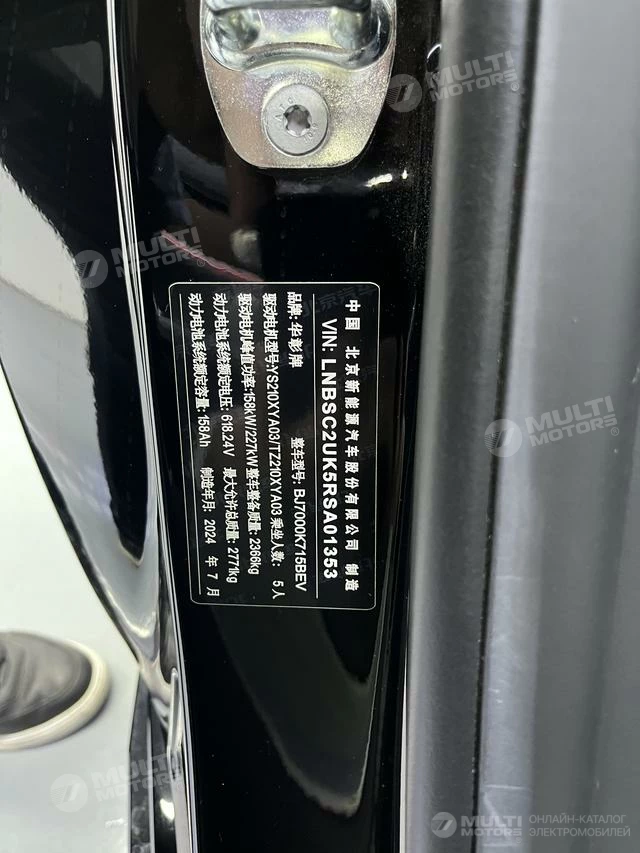 中国 北京新能源汽车股份有限公司 制造
VIN: LNBSC2UK5RSA01353
品牌: 华彰牌 整车型号: BJ7000K715BEV
驱动电机型号:YS210XYA03/TZ210XYA03 乘坐人数: 5人
驱动电机峰值功率:158kW/227kW 整车整备质量: 2366kg
动力电池系统额定电压: 618.24V 最大允许总质量: 2771kg
动力电池系统额定容量: 158Ah 制造年月: 2024 年 7 月
MULTI MOTORS®
MULTI MOTORS®
MULTI MOTORS®
MULTI MOTORS®
MULTI MOTORS®
MULTI MOTORS® ОНЛАЙН-КАТАЛОГ ЭЛЕКТРОМОБИЛЕЙ